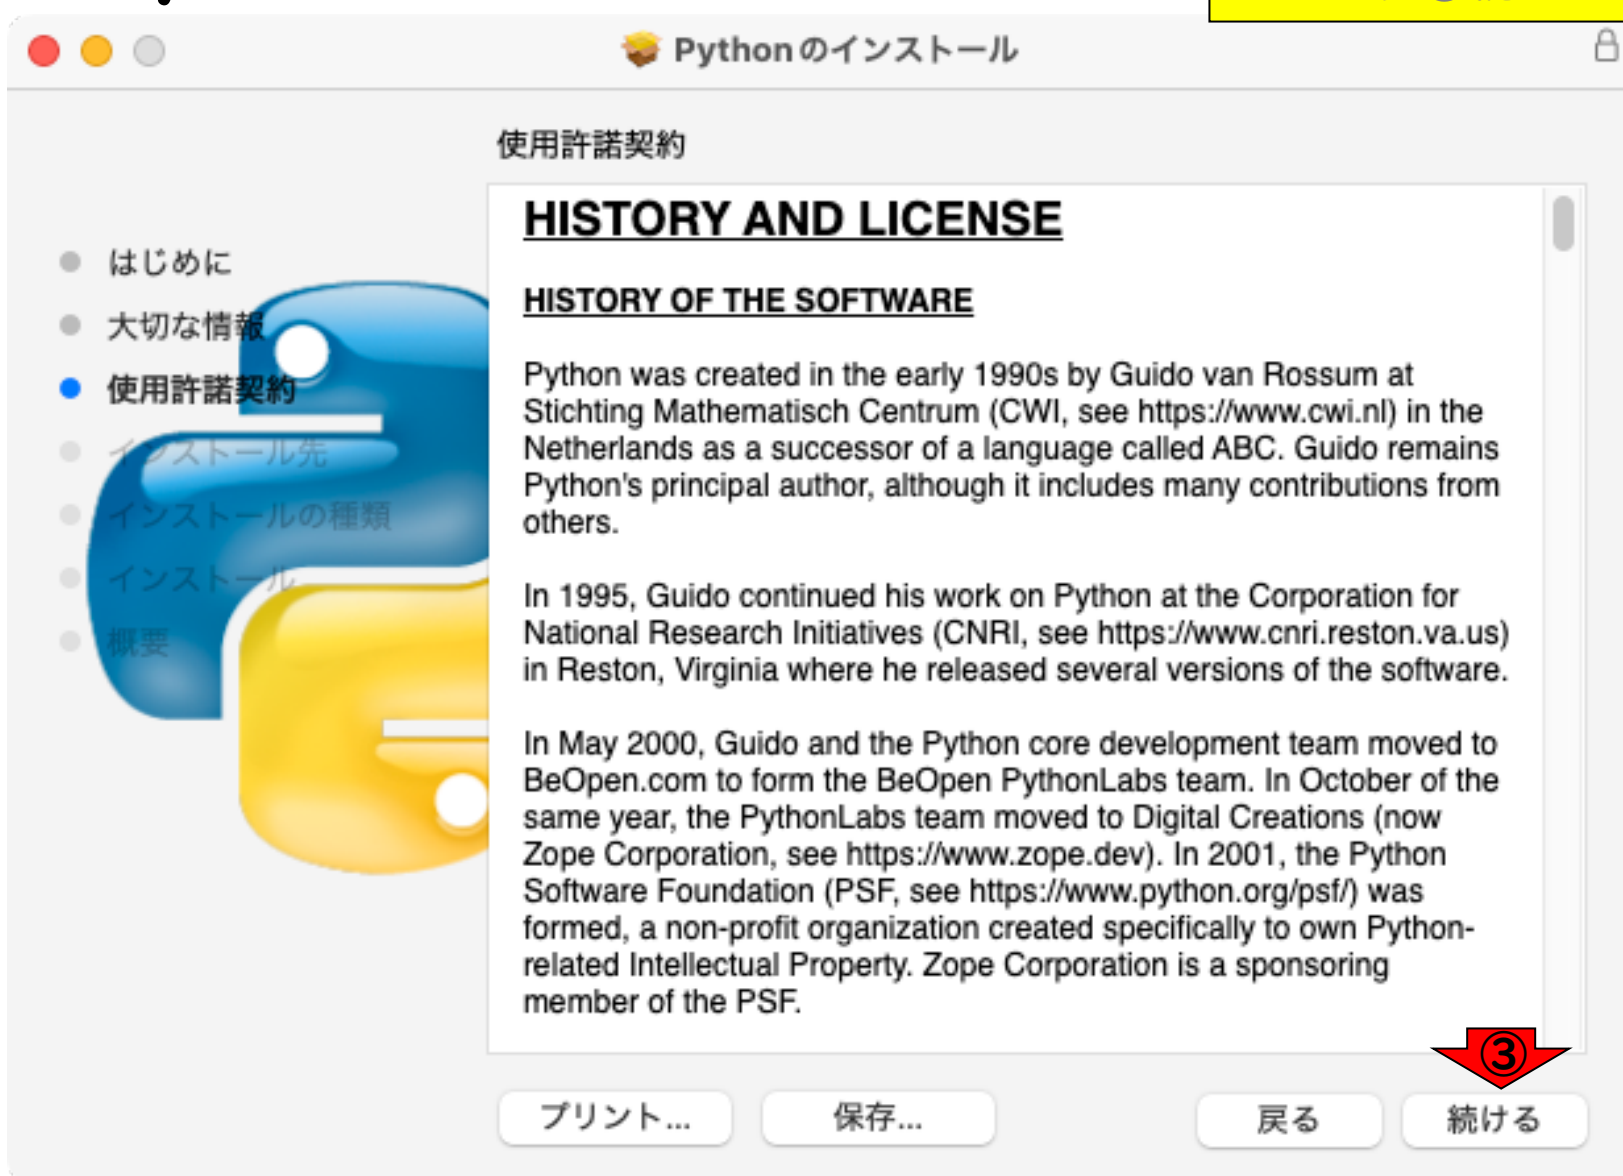 Pythonのインストール
使用許諾契約
はじめに
大切な情報
使用許諾契約
インストール先
インストールの種類
インストール
概要
HISTORY AND LICENSE
HISTORY OF THE SOFTWARE
Python was created in the early 1990s by Guido van Rossum at
Stichting Mathematisch Centrum (CWI, see https://www.cwi.nl) in the
Netherlands as a successor of a language called ABC. Guido remains
Python's principal author, although it includes many contributions from
others.
In 1995, Guido continued his work on Python at the Corporation for
National Research Initiatives (CNRI, see https://www.cnri.reston.va.us)
in Reston, Virginia where he released several versions of the software.
In May 2000, Guido and the Python core development team moved to
BeOpen.com to form the BeOpen PythonLabs team. In October of the
same year, the PythonLabs team moved to Digital Creations (now
Zope Corporation, see https://www.zope.dev). In 2001, the Python
Software Foundation (PSF, see https://www.python.org/psf/) was
formed, a non-profit organization created specifically to own Python-
related Intellectual Property. Zope Corporation is a sponsoring
member of the PSF.
③
プリント...
保存...
戻る
続ける